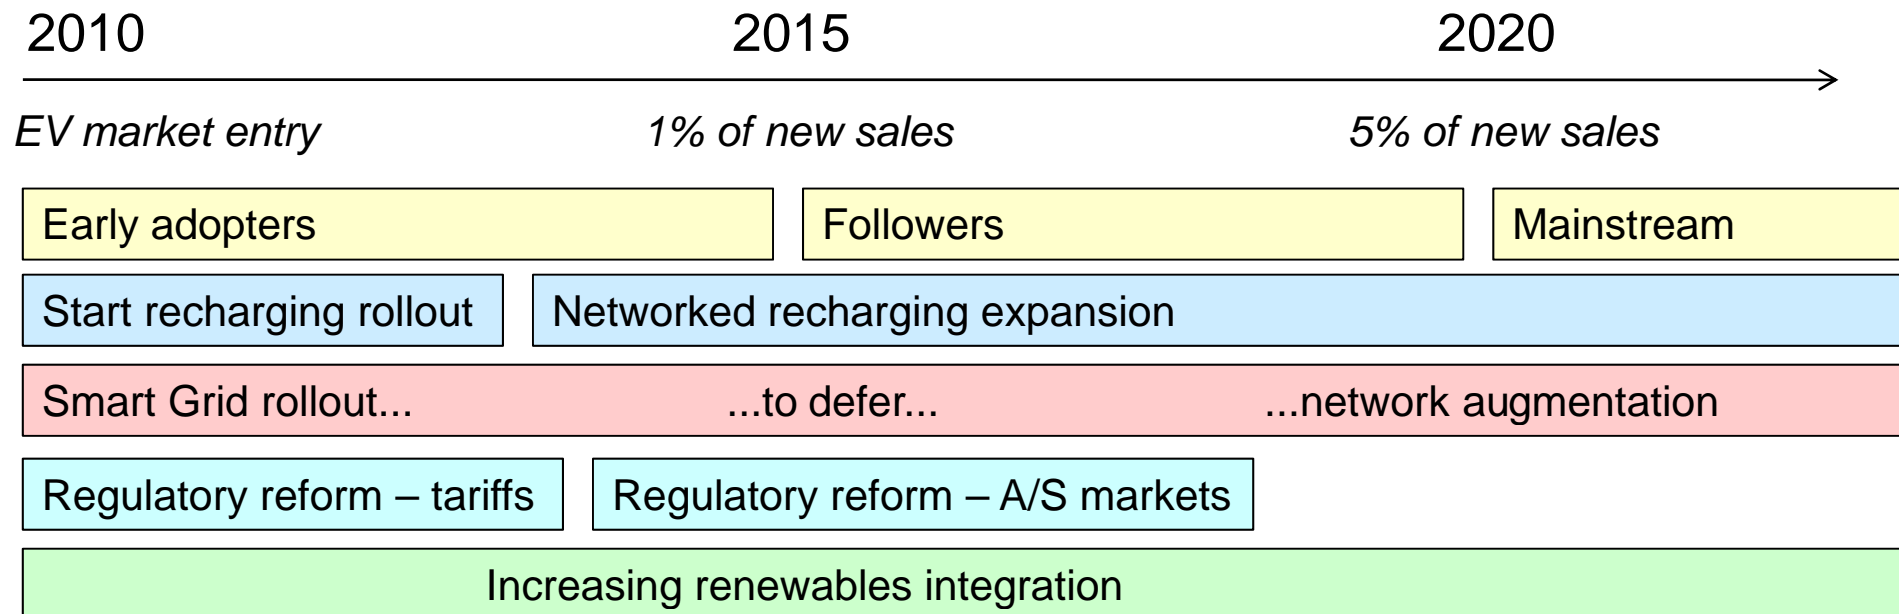 2010 2015 2020
EV market entry 1% of new sales 5% of new sales
Early adopters Followers Mainstream
Start recharging rollout Networked recharging expansion
Smart Grid rollout... ...to defer... ...network augmentation
Regulatory reform – tariffs Regulatory reform – A/S markets
Increasing renewables integration